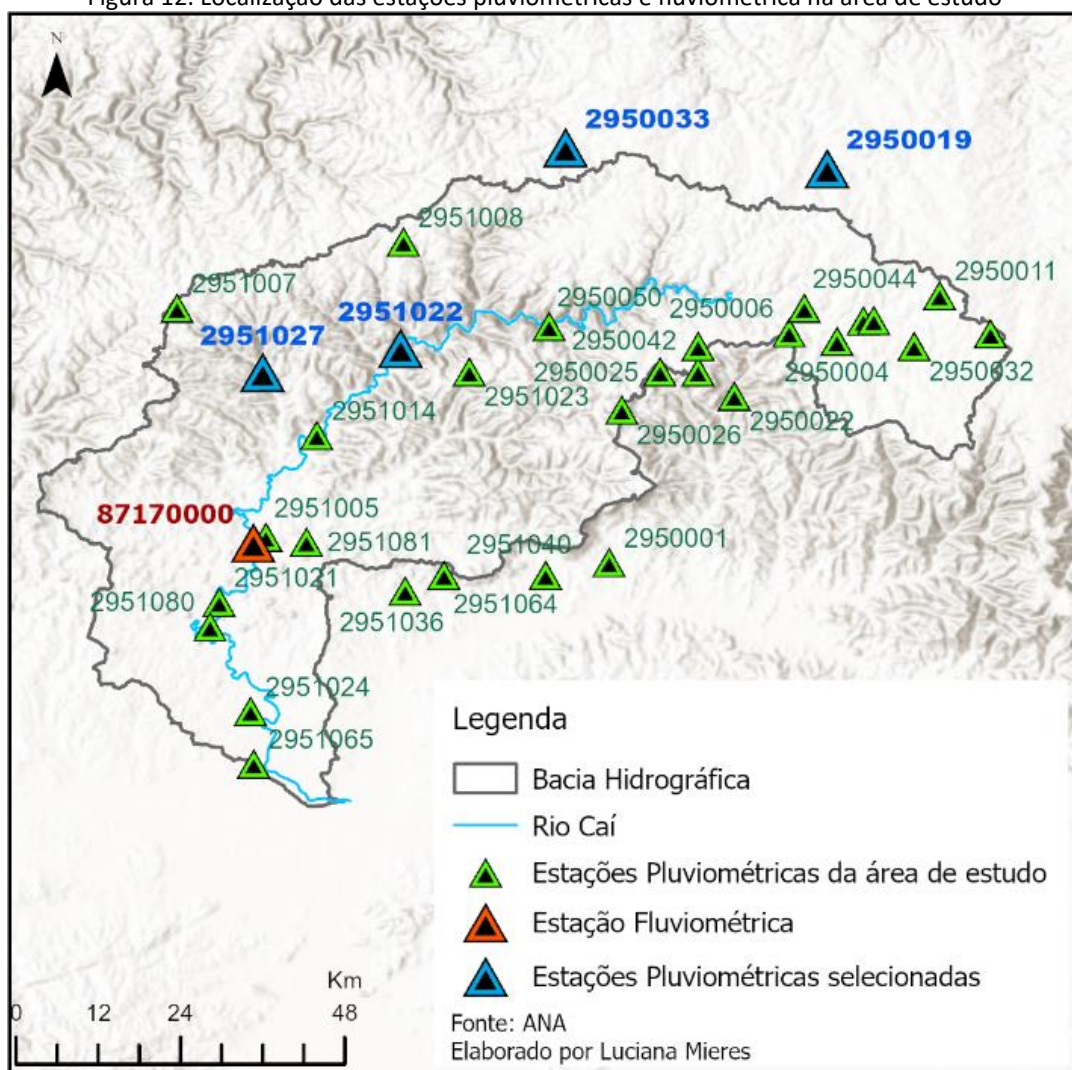 Figura 12: Localização das estações pluviométricas e fluviométrica na área de estudo
N
2950033
2950019
2951008
2950044
2950011
2951007
2950050
2950006
2951022
2951027
2950042
2950025
2950004
2950032
2951023
2951014
2950022
2950026
87170000
2951005
2951081
2951040
2950001
2951021
2951080
2951064
2951036
2951024
2951065
Legenda
Bacia Hidrográfica
Rio Caí
Estações Pluviométricas da área de estudo
Estação Fluviométrica
Estações Pluviométricas selecionadas
Km
0 12 24 48
Fonte: ANA
Elaborado por Luciana Mieres